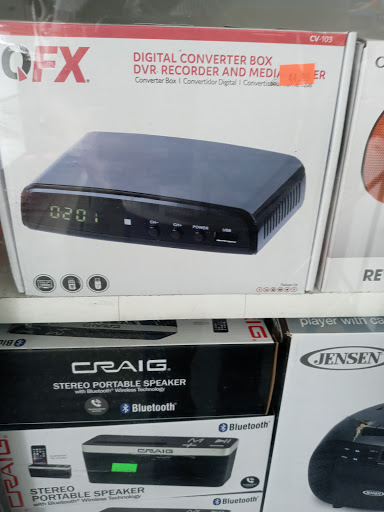 QFX
CV-103
DIGITAL CONVERTER BOX
DVR RECORDER AND MEDIA
Converter Box | Convertidor Digital |
0201
CH-
CH+
POWER
USB
RE
CRAIG
STEREO PORTABLE SPEAKER
with Bluetooth® Wireless Technology
Bluetooth®
player with
JENSEN
Bluetooth®
CRAIG
CRAIG
STEREO
PORTABLE SPEAKER
with Bluetooth® Wireless Technology
Bluetooth®
JENSEN